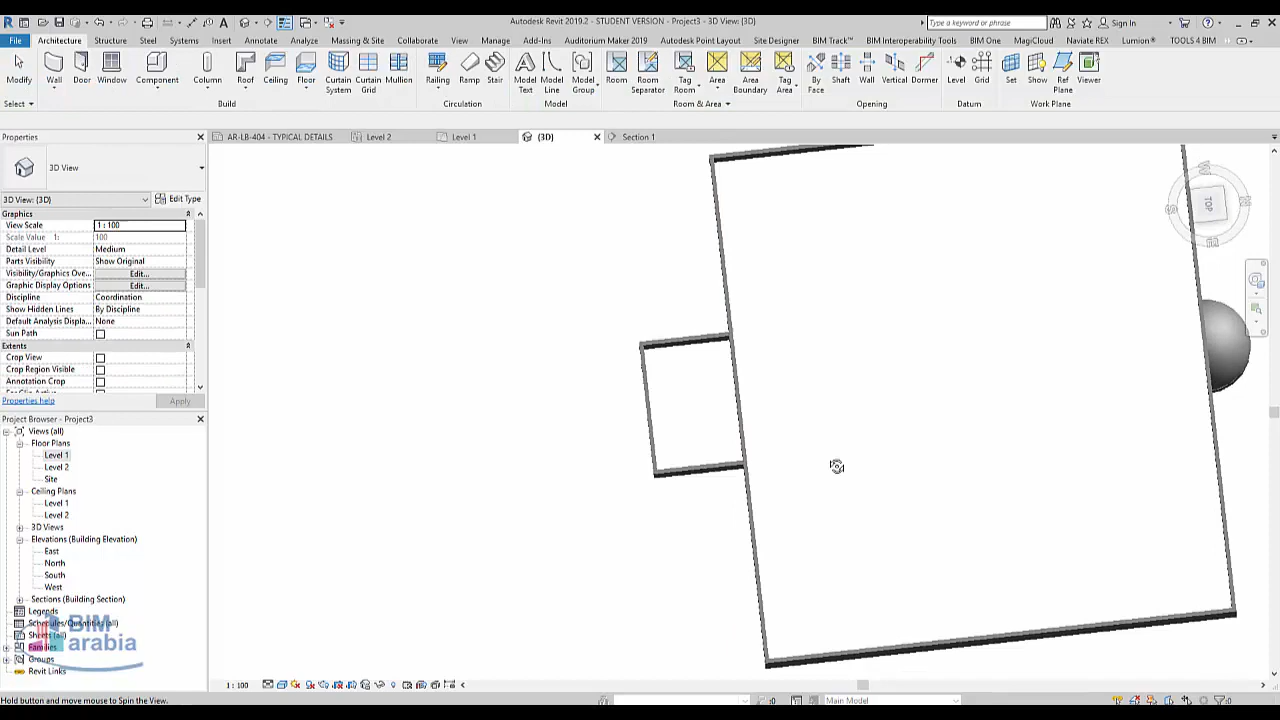 Autodesk Revit 2019.2 - STUDENT VERSION - Project3 - 3D View: {3D}
Type a keyword or phrase
Sign In
File Architecture Structure Steel Systems Insert Annotate Analyze Massing & Site Collaborate View Manage Add-Ins Auditorium Maker 2019 Autodesk Point Layout Site Designer BIM Track™ BIM Interoperability Tools BIM One MagiCloud Naviate REX Lumion® TOOLS 4 BIM
Modify Wall Door Window Component Column Roof Ceiling Floor Curtain System Curtain Grid Mullion Railing Ramp Stair Model Text Model Line Model Group Room Room Separator Tag Room Area Area Boundary Tag Area By Face Shaft Wall Vertical Dormer Level Grid Set Show Ref Plane Viewer
Select Build Circulation Model Room & Area Opening Datum Work Plane
Properties
AR-LB-404 - TYPICAL DETAILS Level 2 Level 1 {3D} Section 1
3D View
3D View: {3D} Edit Type
Graphics
View Scale 1 : 100
Scale Value 1: 100
Detail Level Medium
Parts Visibility Show Original
Visibility/Graphics Ove... Edit...
Graphic Display Options Edit...
Discipline Coordination
Show Hidden Lines By Discipline
Default Analysis Displa... None
Sun Path
Extents
Crop View
Crop Region Visible
Annotation Crop
Properties help Apply
Project Browser - Project3
Views (all)
Floor Plans
Level 1
Level 2
Site
Ceiling Plans
Level 1
Level 2
3D Views
Elevations (Building Elevation)
East
North
South
West
Sections (Building Section)
Legends
Schedules/Quantities (all)
Sheets (all)
Families
Groups
Revit Links
BIM
arabia
TOP
W
N
E
S
1 : 100
Hold button and move mouse to Spin the View.
:0 Main Model :0